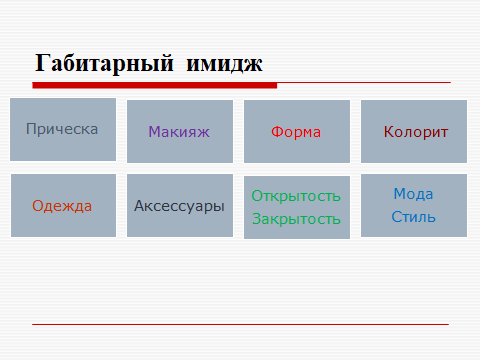 Габитарный имидж
Прическа
Макияж
Форма
Колорит
Одежда
Аксессуары
Открытость
Закрытость
Мода
Стиль